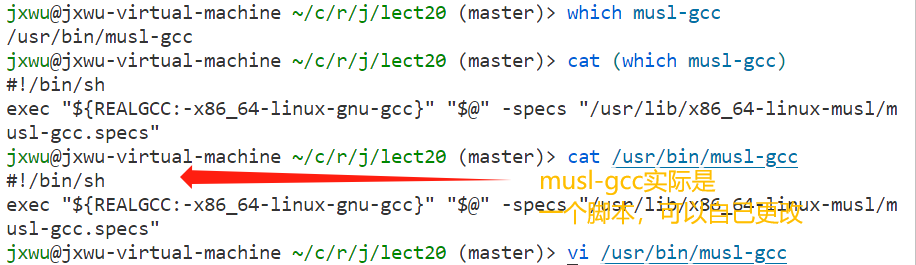 jxwu@jxwu-virtual-machine ~/c/r/j/lect20 (master)> which musl-gcc
/usr/bin/musl-gcc
jxwu@jxwu-virtual-machine ~/c/r/j/lect20 (master)> cat (which musl-gcc)
#!/bin/sh
exec "${REALGCC:-x86_64-linux-gnu-gcc}" "$@" -specs "/usr/lib/x86_64-linux-musl/m
usl-gcc.specs"
jxwu@jxwu-virtual-machine ~/c/r/j/lect20 (master)> cat /usr/bin/musl-gcc
#!/bin/sh
musl-gcc实际是
exec "${REALGCC:-x86_64-linux-gnu-gcc}" "$@" -specs "/usr/lib/x86_64-linux-musl/m
一个脚本，可以自己更改
usl-gcc.specs"
jxwu@jxwu-virtual-machine ~/c/r/j/lect20 (master)> vi /usr/bin/musl-gcc